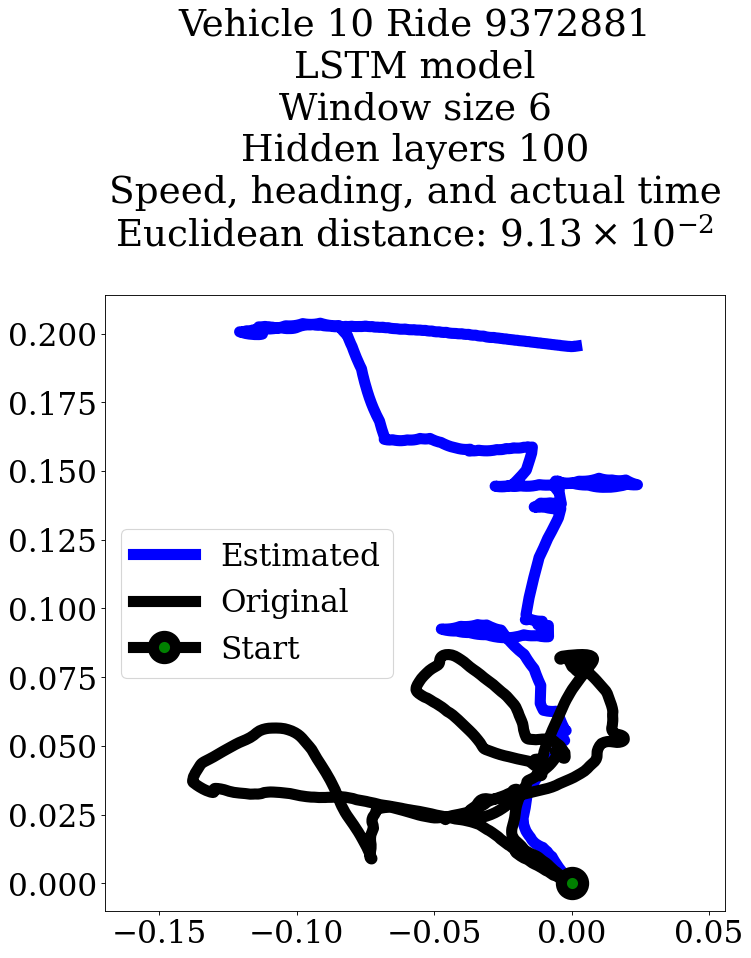 Vehicle 10 Ride 9372881
LSTM model
Window size 6
Hidden layers 100
Speed, heading, and actual time
Euclidean distance: 9.13 × 10⁻²
0.200
0.175
0.150
0.125
0.100
0.075
0.050
0.025
0.000
Estimated
Original
Start
−0.15 −0.10 −0.05 0.00 0.05